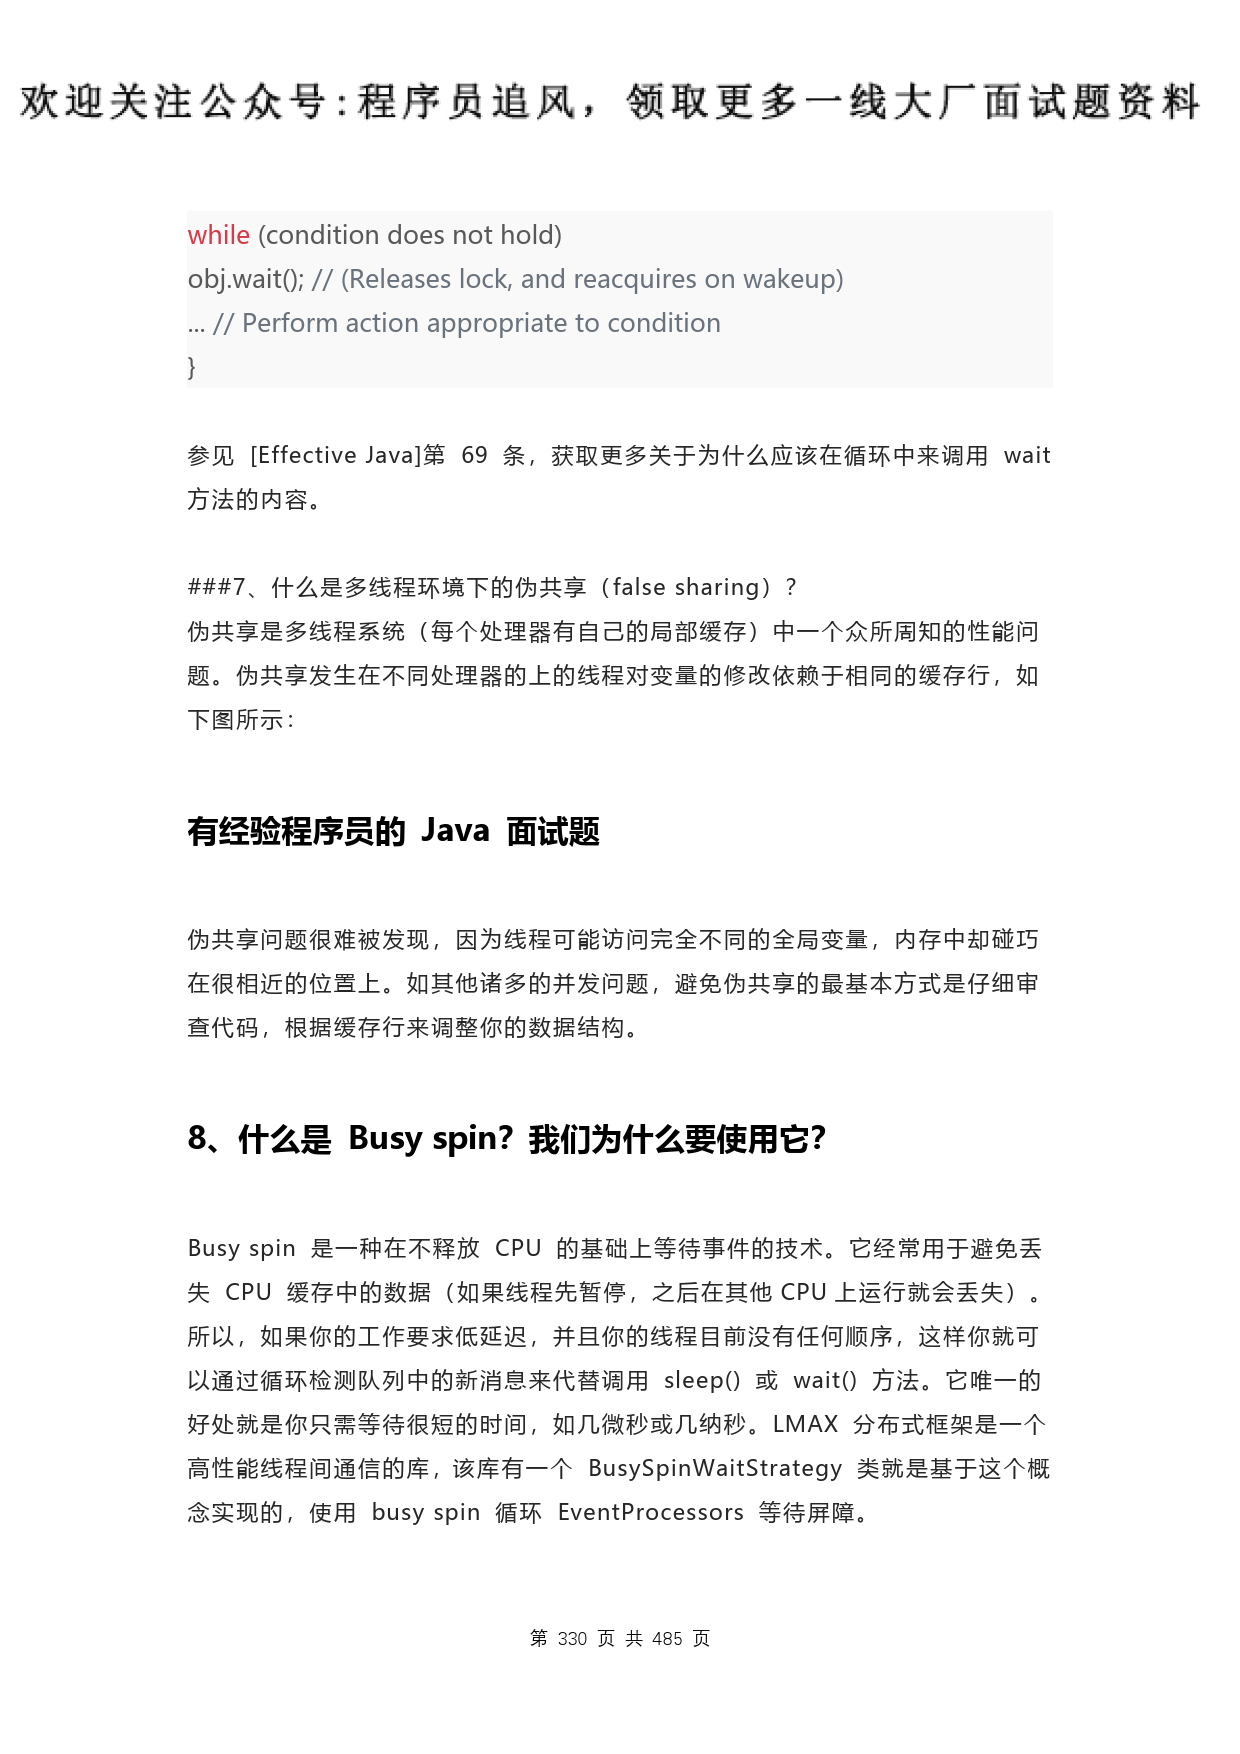 欢迎关注公众号:程序员追风，领取更多一线大厂面试题资料
while (condition does not hold)
obj.wait(); // (Releases lock, and reacquires on wakeup)
... // Perform action appropriate to condition
}
参见 [Effective Java]第 69 条，获取更多关于为什么应该在循环中来调用 wait
方法的内容。
###7、什么是多线程环境下的伪共享（false sharing）？
伪共享是多线程系统（每个处理器有自己的局部缓存）中一个众所周知的性能问
题。伪共享发生在不同处理器的上的线程对变量的修改依赖于相同的缓存行，如
下图所示：
有经验程序员的 Java 面试题
伪共享问题很难被发现，因为线程可能访问完全不同的全局变量，内存中却碰巧
在很相近的位置上。如其他诸多的并发问题，避免伪共享的最基本方式是仔细审
查代码，根据缓存行来调整你的数据结构。
8、什么是 Busy spin？我们为什么要使用它？
Busy spin 是一种在不释放 CPU 的基础上等待事件的技术。它经常用于避免丢
失 CPU 缓存中的数据（如果线程先暂停，之后在其他 CPU 上运行就会丢失）。
所以，如果你的工作要求低延迟，并且你的线程目前没有任何顺序，这样你就可
以通过循环检测队列中的新消息来代替调用 sleep() 或 wait() 方法。它唯一的
好处就是你只需等待很短的时间，如几微秒或几纳秒。LMAX 分布式框架是一个
高性能线程间通信的库，该库有一个 BusySpinWaitStrategy 类就是基于这个概
念实现的，使用 busy spin 循环 EventProcessors 等待屏障。
第 330 页 共 485 页